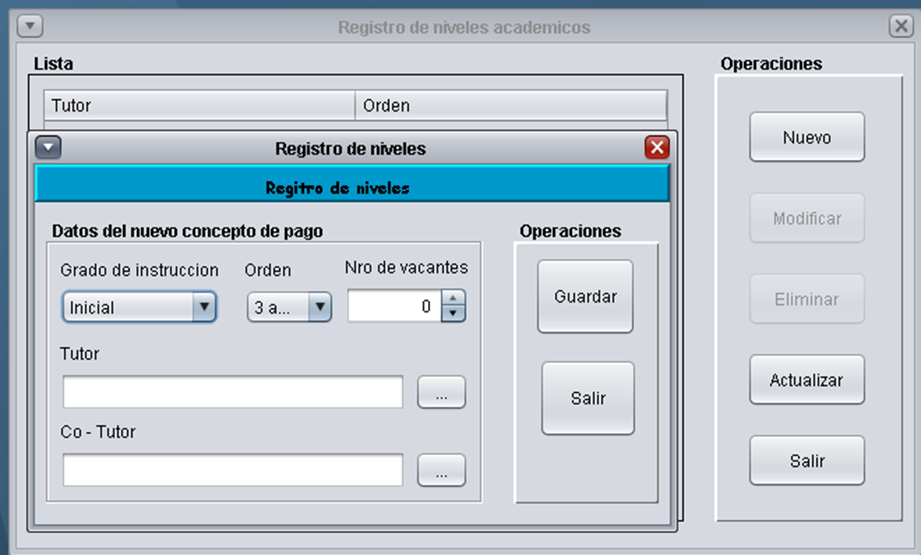 Registro de niveles academicos
Lista
Tutor Orden
Operaciones
Nuevo
Modificar
Eliminar
Actualizar
Salir
Registro de niveles
Regitro de niveles
Datos del nuevo concepto de pago
Grado de instruccion Orden Nro de vacantes
Inicial 3 a... 0
Tutor
...
Co - Tutor
...
Operaciones
Guardar
Salir